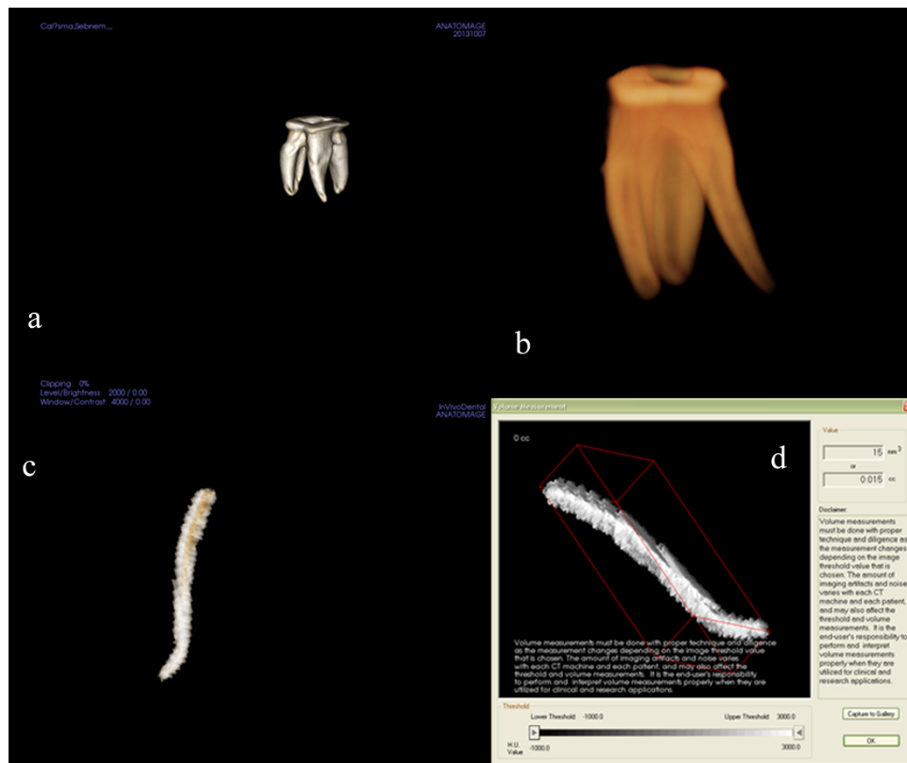 Cal?sma,Sebnem,,,
ANATOMAGE
20131007
a
b
Clipping: 0%
Level/Brightness 2000 / 0.00
Window/Contrast 4000 / 0.00
InVivoDental
ANATOMAGE
c
Volume Measurement
0 cc
d
Volume measurements must be done with proper technique and diligence
as the measurement changes depending on the image threshold value
that is chosen. The amount of imaging artifacts and noise varies
with each CT machine and each patient, and may also affect the
threshold and volume measurements. It is the end-user's responsibility
to perform and interpret volume measurements properly when they are
utilized for clinical and research applications.
Value
15 mm3
or
0.015 cc
Disclaimer:
Volume measurements
must be done with proper
technique and diligence as
the measurement changes
depending on the image
threshold value that is
chosen. The amount of
imaging artifacts and noise
varies with each CT
machine and each patient,
and may also affect the
threshold and volume
measurements. It is the
end-user's responsibility to
perform and interpret
volume measurements
properly when they are
utilized for clinical and
research applications.
Threshold
Lower Threshold: -1000.0 Upper Threshold: 3000.0
H.U.
Value -1000.0 3000.0
Capture to Gallery
OK